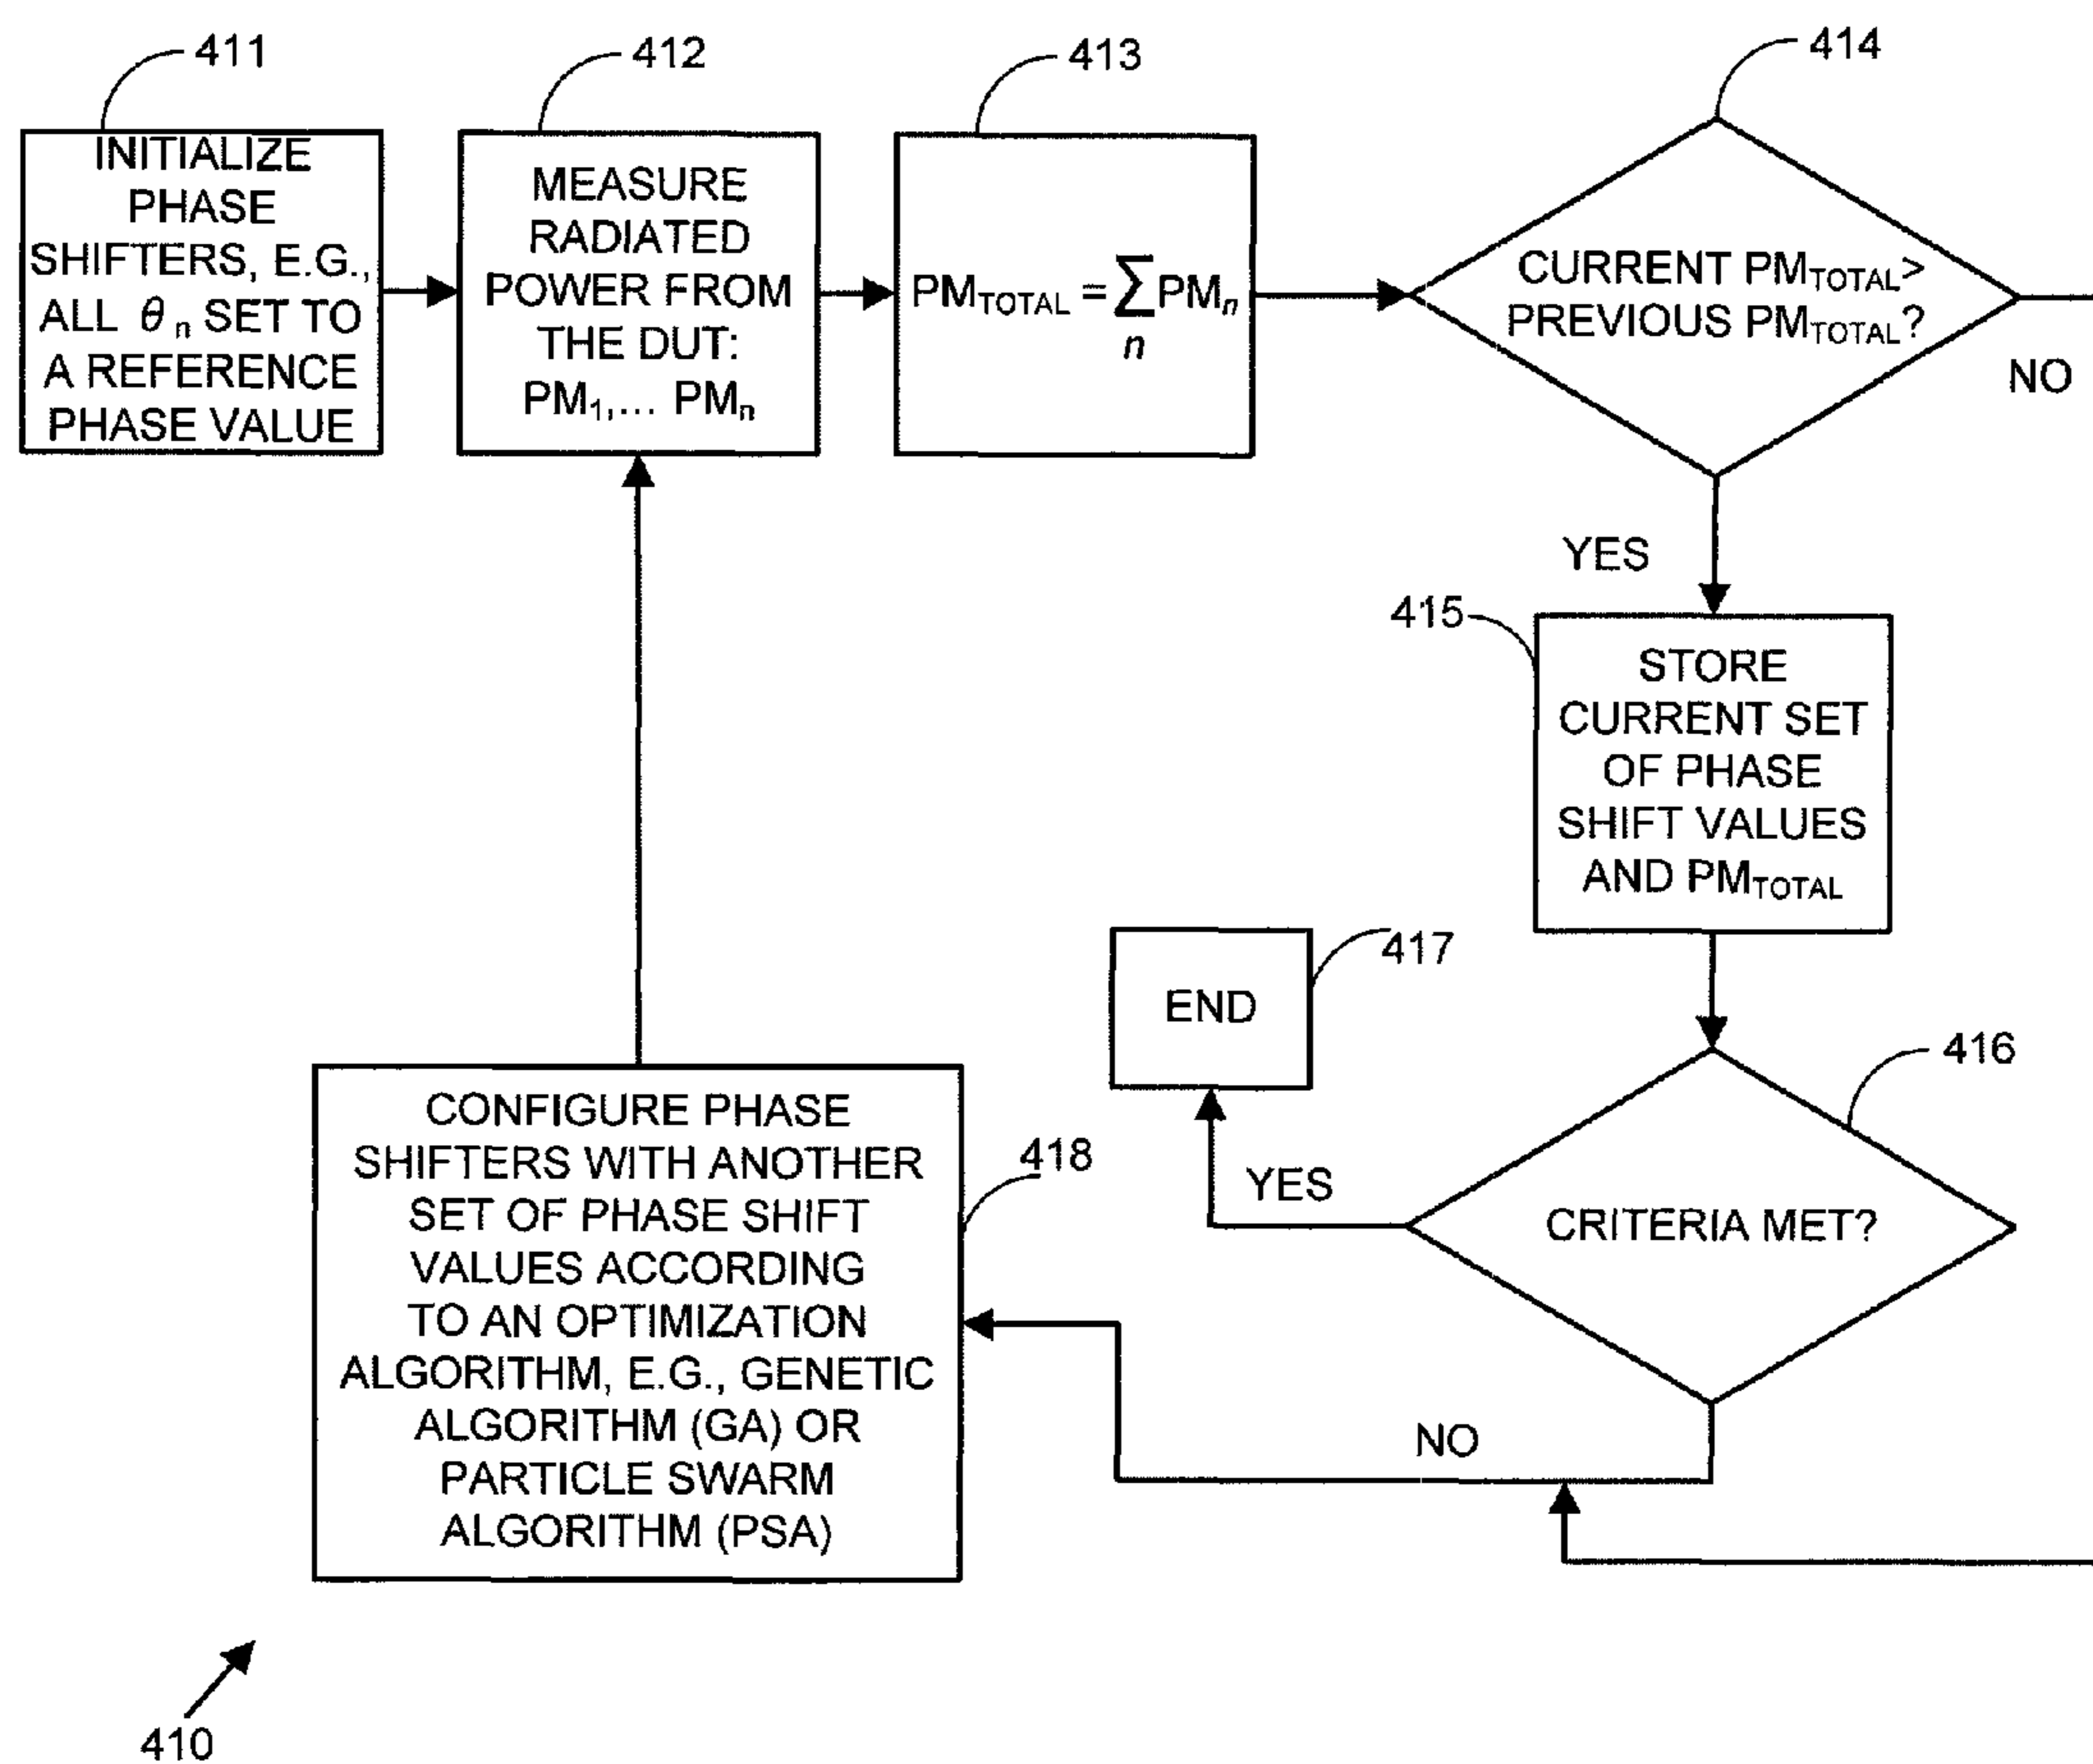 411
INITIALIZE
PHASE
SHIFTERS, E.G.,
ALL θn SET TO
A REFERENCE
PHASE VALUE
412
MEASURE
RADIATED
POWER FROM
THE DUT:
PM1,... PMn
413
PMTOTAL = ∑ PMn
n
414
CURRENT PMTOTAL>
PREVIOUS PMTOTAL?
NO
YES
415
STORE
CURRENT SET
OF PHASE
SHIFT VALUES
AND PMTOTAL
416
CRITERIA MET?
YES
417
END
NO
418
CONFIGURE PHASE
SHIFTERS WITH ANOTHER
SET OF PHASE SHIFT
VALUES ACCORDING
TO AN OPTIMIZATION
ALGORITHM, E.G., GENETIC
ALGORITHM (GA) OR
PARTICLE SWARM
ALGORITHM (PSA)
410